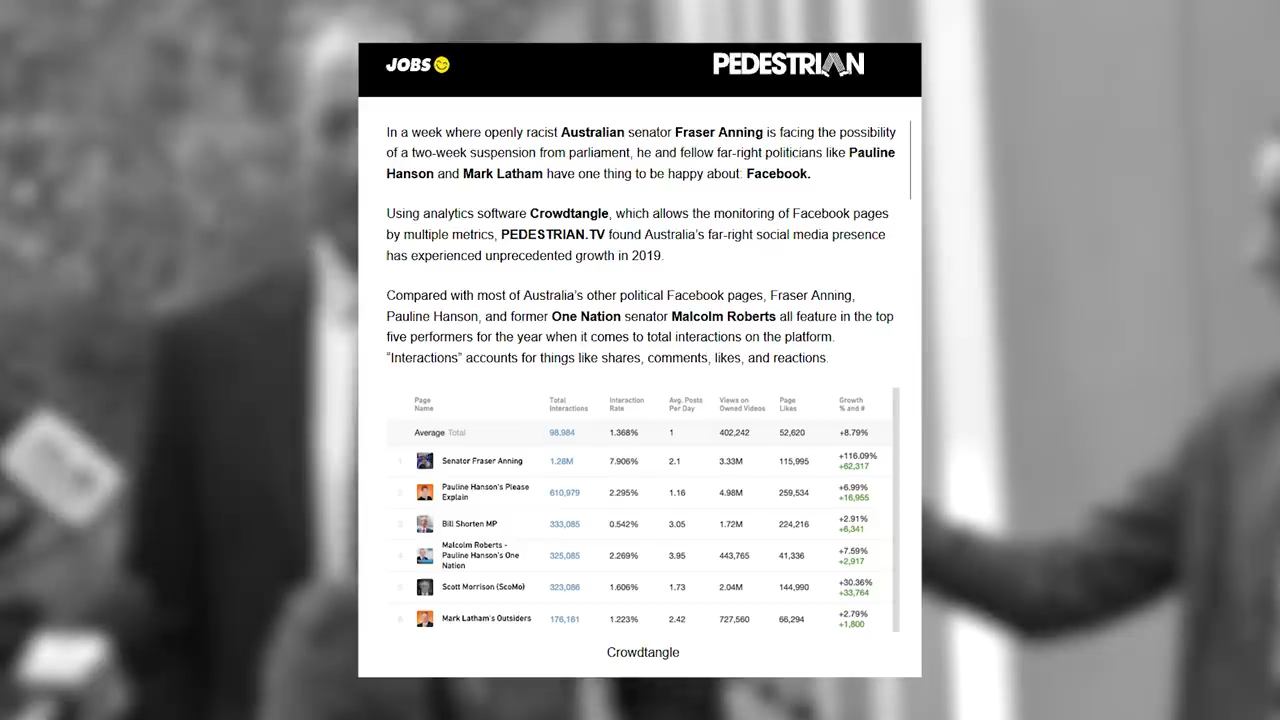 JOBS
PEDESTRIAN
In a week where openly racist Australian senator Fraser Anning is facing the possibility
of a two-week suspension from parliament, he and fellow far-right politicians like Pauline
Hanson and Mark Latham have one thing to be happy about: Facebook.
Using analytics software Crowdtangle, which allows the monitoring of Facebook pages
by multiple metrics, PEDESTRIAN.TV found Australia's far-right social media presence
has experienced unprecedented growth in 2019.
Compared with most of Australia's other political Facebook pages, Fraser Anning,
Pauline Hanson, and former One Nation senator Malcolm Roberts all feature in the top
five performers for the year when it comes to total interactions on the platform.
"Interactions" accounts for things like shares, comments, likes, and reactions.
Page Name Total Interactions Interaction Rate Avg. Posts Per Day Views on Owned Videos Page Likes Growth % and #
Average Total 98,984 1.368% 1 402,242 52,620 +8.79%
1 Senator Fraser Anning 1.28M 7.906% 2.1 3.33M 115,995 +116.09% +62,317
2 Pauline Hanson's Please Explain 610,979 2.295% 1.16 4.98M 259,534 +6.99% +16,955
3 Bill Shorten MP 333,085 0.542% 3.05 1.72M 224,216 +2.91% +6,341
4 Malcolm Roberts - Pauline Hanson's One Nation 325,085 2.269% 3.95 443,765 41,336 +7.59% +2,917
5 Scott Morrison (ScoMo) 323,086 1.606% 1.73 2.04M 144,990 +30.36% +33,764
6 Mark Latham's Outsiders 176,181 1.223% 2.42 727,560 66,294 +2.79% +1,800
Crowdtangle